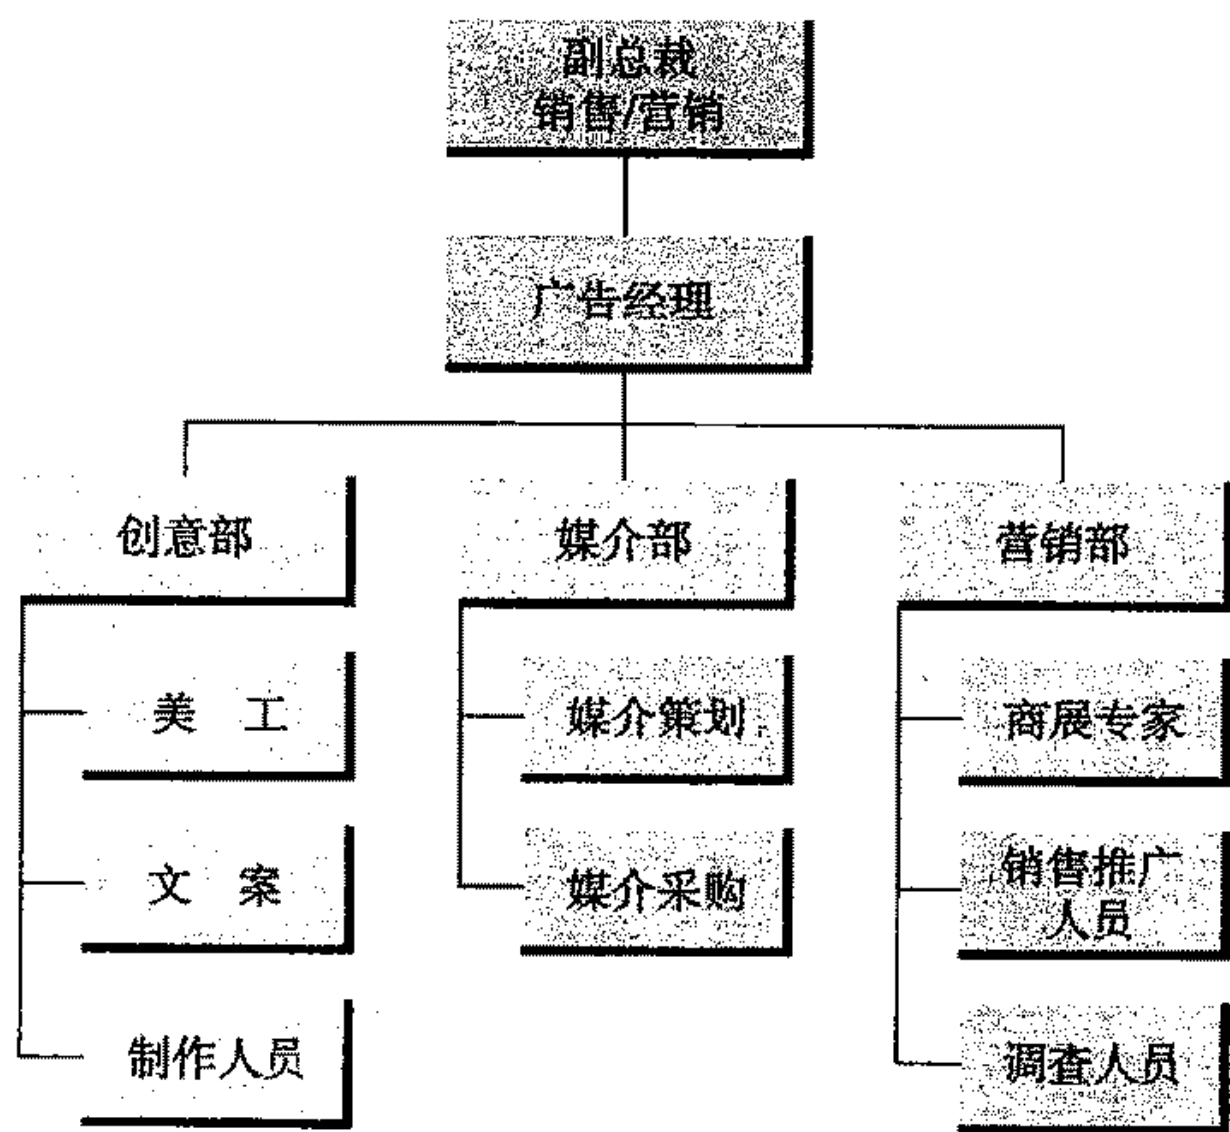 副总裁
销售/营销
广告经理
创意部
美 工
文 案
制作人员
媒介部
媒介策划
媒介采购
营销部
商展专家
销售推广
人员
调查人员